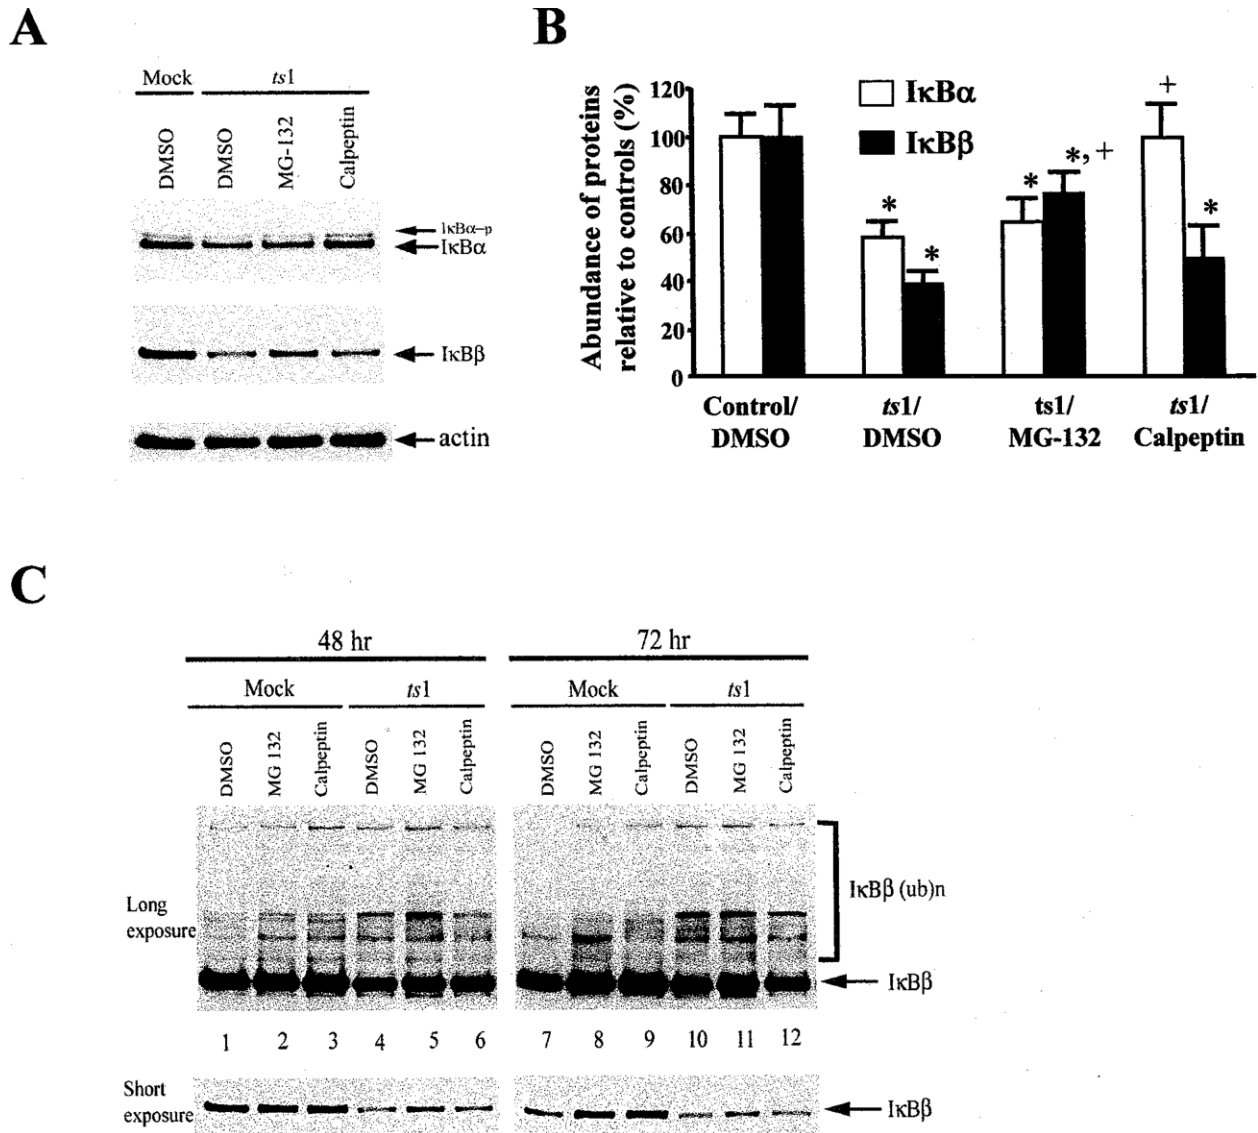 A
Mock
ts1
DMSO
DMSO
MG-132
Calpeptin
IκBα-p
IκBα
IκBβ
actin
B
Abundance of proteins
relative to controls (%)
120
100
80
60
40
20
0
IκBα
IκBβ
*
*
*
*, +
+
*
Control/
DMSO
ts1/
DMSO
ts1/
MG-132
ts1/
Calpeptin
C
48 hr
72 hr
Mock
ts1
Mock
ts1
DMSO
MG 132
Calpeptin
DMSO
MG 132
Calpeptin
DMSO
MG 132
Calpeptin
DMSO
MG 132
Calpeptin
Long
exposure
IκBβ (ub)n
IκBβ
1 2 3 4 5 6 7 8 9 10 11 12
Short
exposure
IκBβ